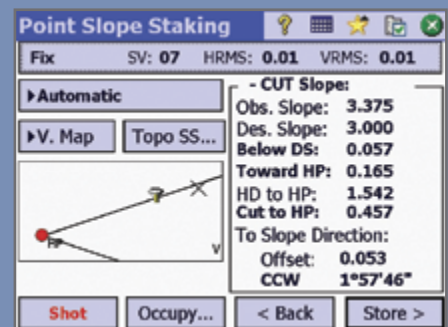 Point Slope Staking
Fix SV: 07 HRMS: 0.01 VRMS: 0.01
Automatic
V. Map Topo SS...
HP
V
- CUT Slope:
Obs. Slope: 3.375
Des. Slope: 3.000
Below DS: 0.057
Toward HP: 0.165
HD to HP: 1.542
Cut to HP: 0.457
To Slope Direction:
Offset: 0.053
CCW 1°57'46"
Shot Occupy... < Back Store >